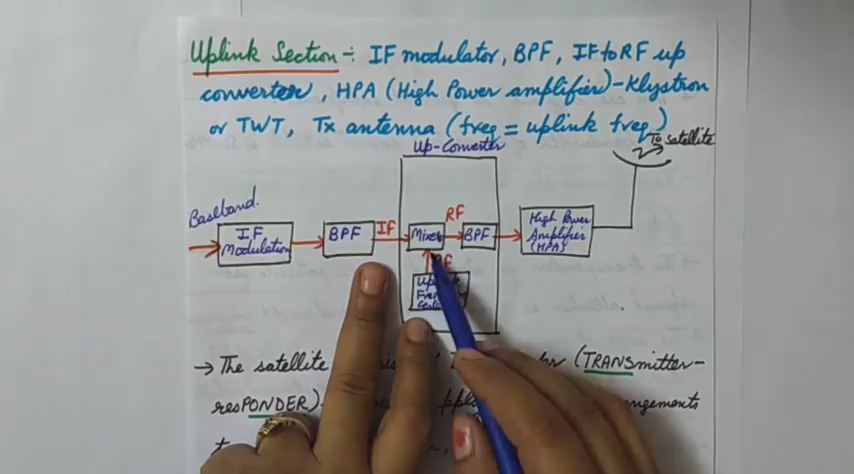 Uplink Section :- IF modulator, BPF, IF to RF up
converter, HPA (High Power amplifier)-Klystron
or TWT, Tx antenna (freq = uplink freq)
To satellite
Up-Converter
Baseband
IF
Modulation
BPF
IF
Mixer
RF
BPF
High Power
Amplifier
(HPA)
→ The satellite (TRANSmitter-
resPONDER).